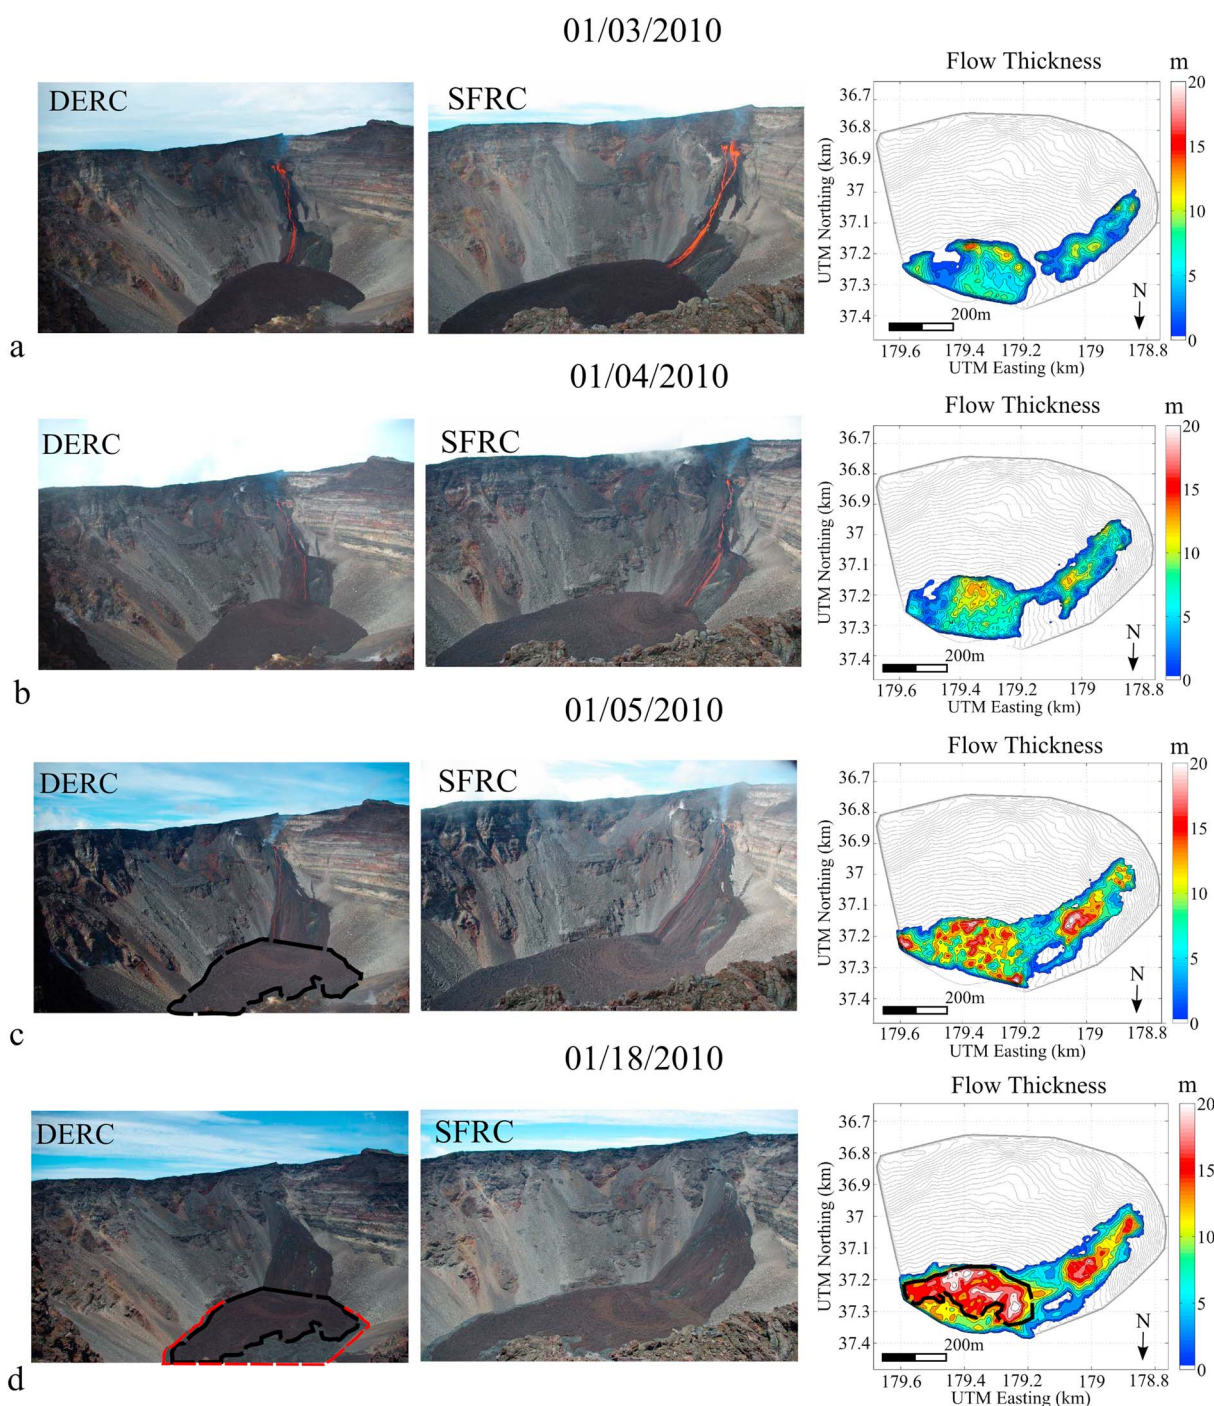 01/03/2010
DERC
SFRC
Flow Thickness
m
20
15
10
5
0
36.7
36.8
36.9
37
37.1
37.2
37.3
37.4
UTM Northing (km)
N
200m
179.6 179.4 179.2 179 178.8
UTM Easting (km)
a
01/04/2010
DERC
SFRC
Flow Thickness
m
20
15
10
5
0
36.7
36.8
36.9
37
37.1
37.2
37.3
37.4
UTM Northing (km)
N
200m
179.6 179.4 179.2 179 178.8
UTM Easting (km)
b
01/05/2010
DERC
SFRC
Flow Thickness
m
20
15
10
5
0
36.7
36.8
36.9
37
37.1
37.2
37.3
37.4
UTM Northing (km)
N
200m
179.6 179.4 179.2 179 178.8
UTM Easting (km)
c
01/18/2010
DERC
SFRC
Flow Thickness
m
20
15
10
5
0
36.7
36.8
36.9
37
37.1
37.2
37.3
37.4
UTM Northing (km)
N
200m
179.6 179.4 179.2 179 178.8
UTM Easting (km)
d